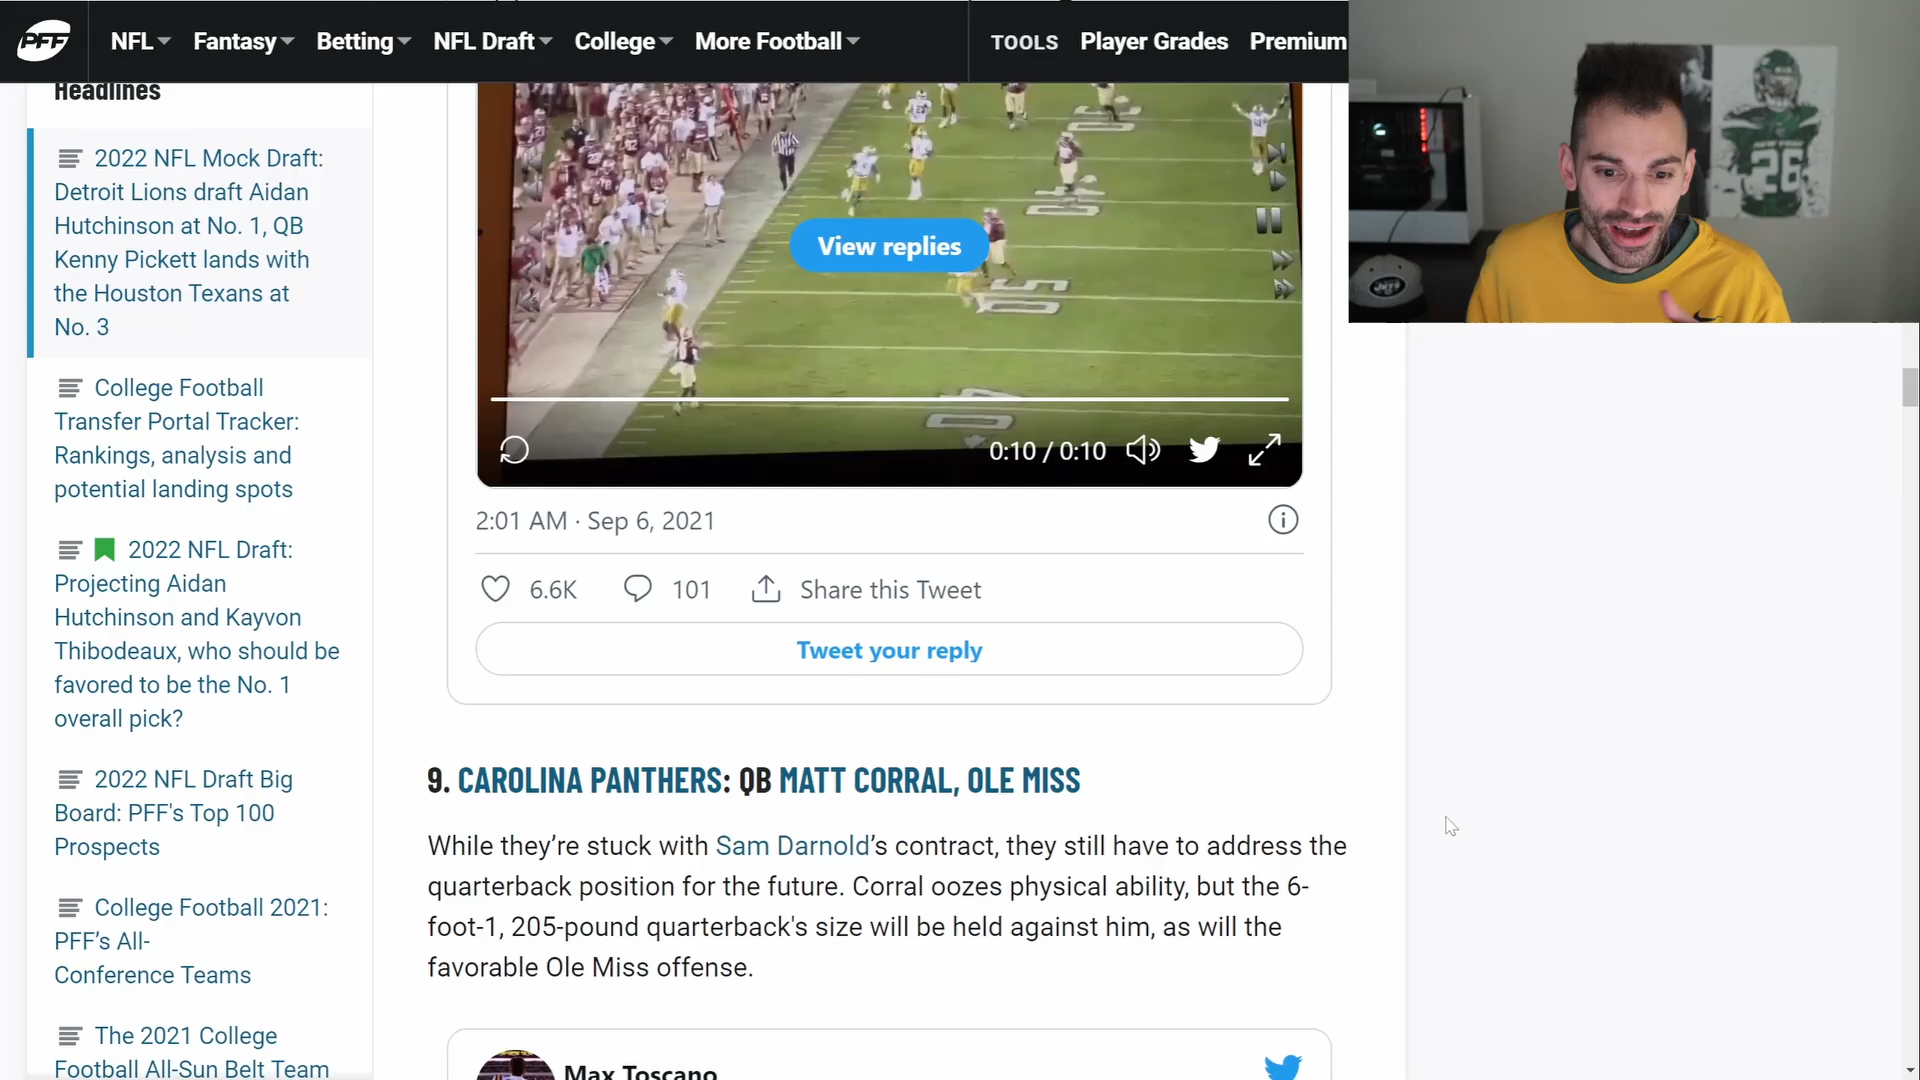 PFF
NFL
Fantasy
Betting
NFL Draft
College
More Football
TOOLS
Player Grades
Premium
Headlines
2022 NFL Mock Draft:
Detroit Lions draft Aidan
Hutchinson at No. 1, QB
Kenny Pickett lands with
the Houston Texans at
No. 3
College Football
Transfer Portal Tracker:
Rankings, analysis and
potential landing spots
2022 NFL Draft:
Projecting Aidan
Hutchinson and Kayvon
Thibodeaux, who should be
favored to be the No. 1
overall pick?
2022 NFL Draft Big
Board: PFF's Top 100
Prospects
College Football 2021:
PFF’s All-
Conference Teams
The 2021 College
Football All-Sun Belt Team
View replies
0:10 / 0:10
2:01 AM · Sep 6, 2021
6.6K
101
Share this Tweet
Tweet your reply
9. CAROLINA PANTHERS: QB MATT CORRAL, OLE MISS
While they’re stuck with Sam Darnold’s contract, they still have to address the
quarterback position for the future. Corral oozes physical ability, but the 6-
foot-1, 205-pound quarterback's size will be held against him, as will the
favorable Ole Miss offense.
Max Toscano
26
JETS